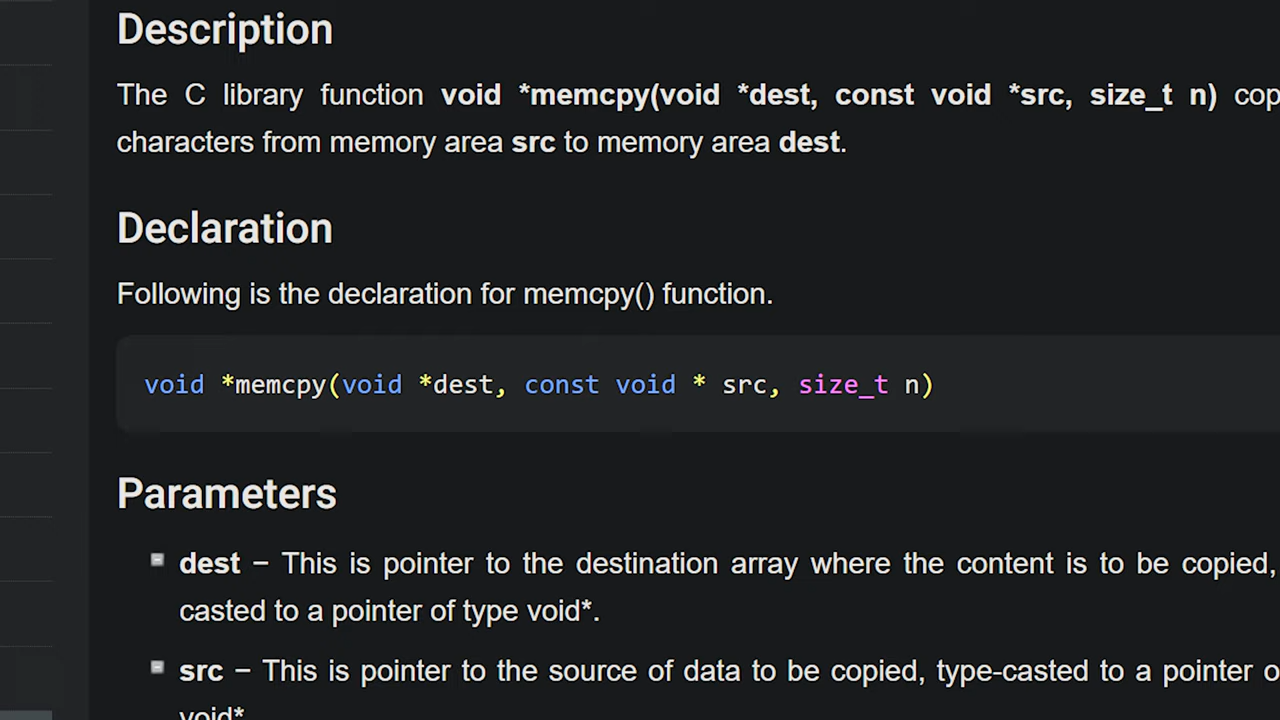 Description
The C library function void *memcpy(void *dest, const void *src, size_t n)
characters from memory area src to memory area dest.
Declaration
Following is the declaration for memcpy() function.
void *memcpy(void *dest, const void * src, size_t n)
Parameters
dest − This is pointer to the destination array where the content is to be copied,
casted to a pointer of type void*.
src − This is pointer to the source of data to be copied, type-casted to a pointer
void*